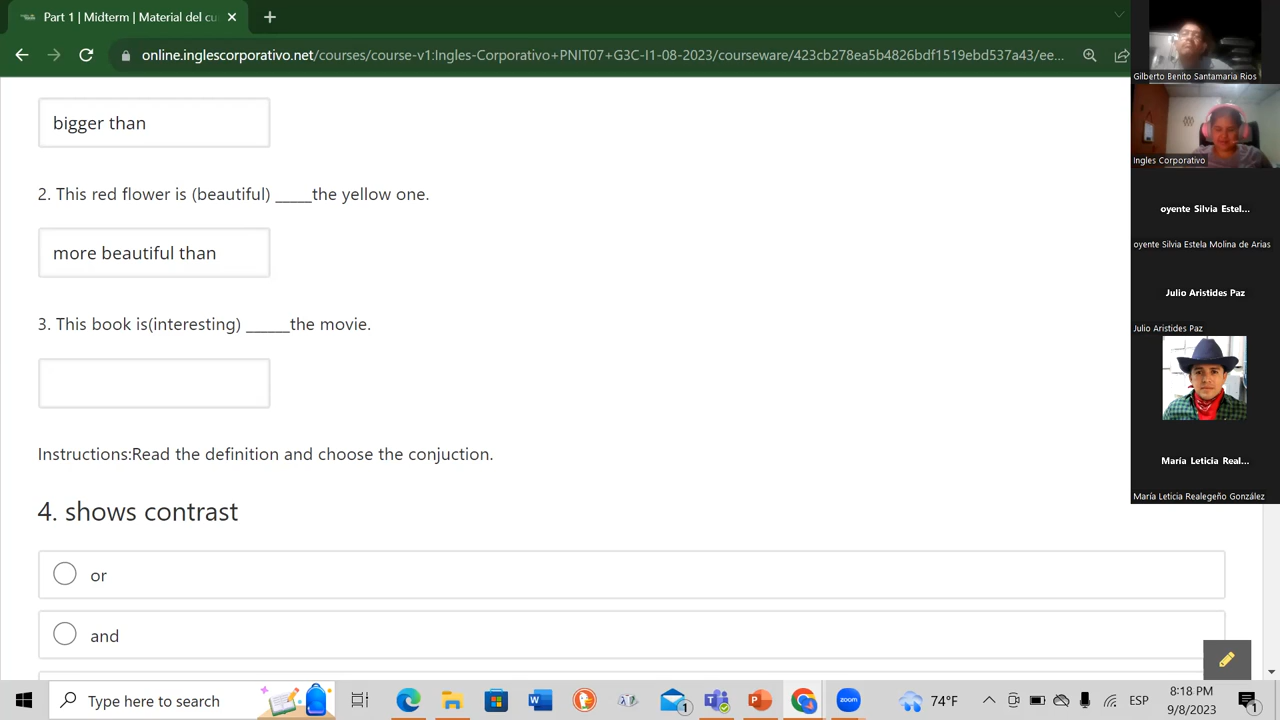 Part 1 | Midterm | Material del cu
online.inglescorporativo.net/courses/course-v1:Ingles-Corporativo+PNIT07+G3C-I1-08-2023/courseware/423cb278ea5b4826bdf1519ebd537a43/ee...
bigger than
2. This red flower is (beautiful) _____the yellow one.
more beautiful than
3. This book is(interesting) ______the movie.
Instructions:Read the definition and choose the conjuction.
4. shows contrast
or
and
Gilberto Benito Santamaria Rios
Ingles Corporativo
oyente Silvia Estel...
oyente Silvia Estela Molina de Arias
Julio Aristides Paz
Julio Aristides Paz
María Leticia Real...
María Leticia Realegeño González
Type here to search
1
zoom
74°F
ESP
8:18 PM
9/8/2023
1